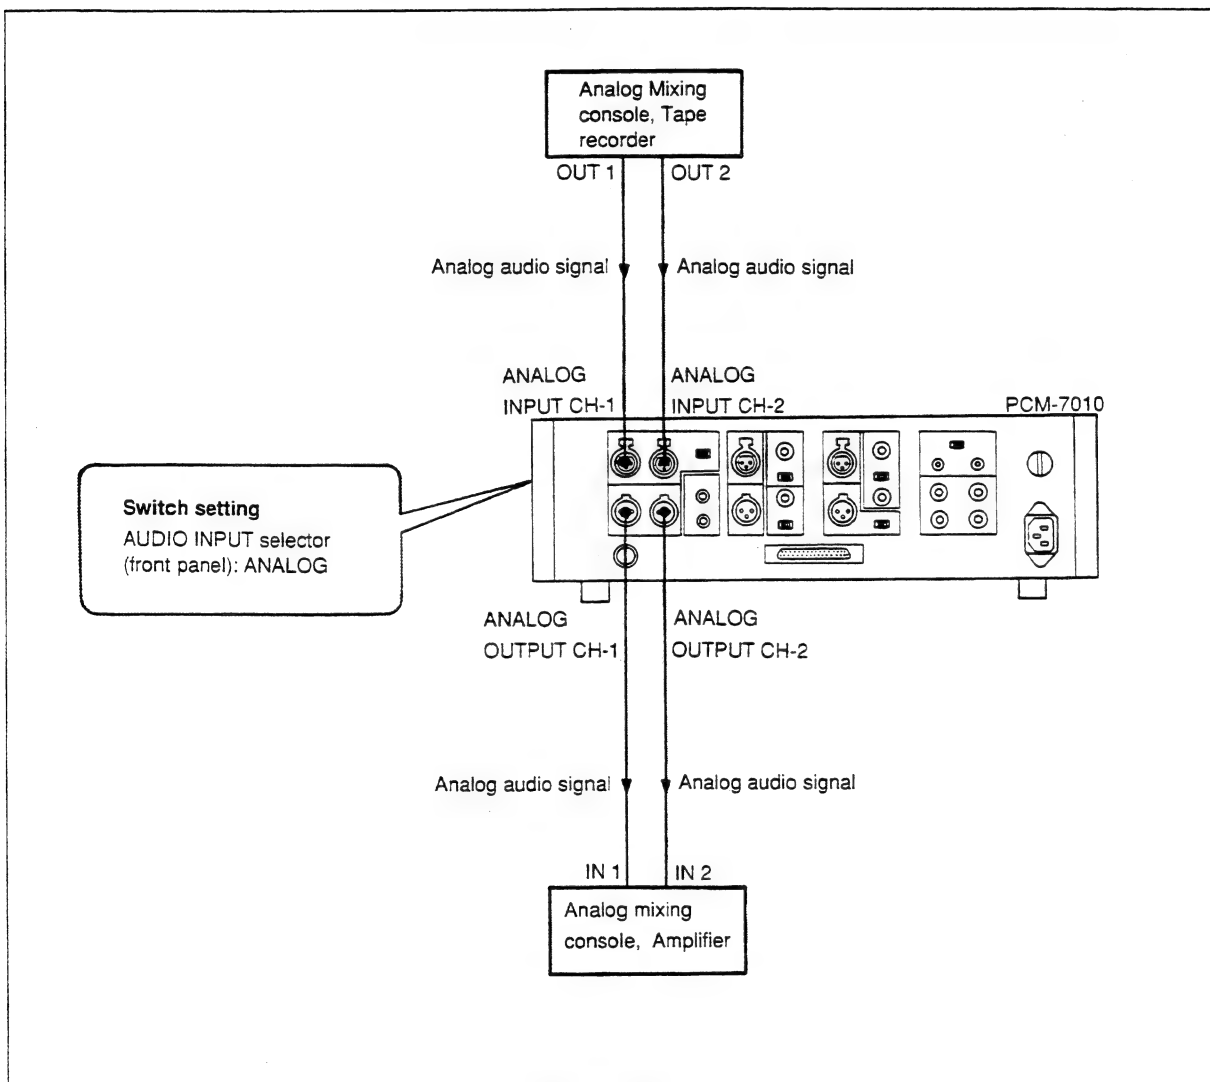 Analog Mixing
console, Tape
recorder
OUT 1
OUT 2
Analog audio signal
Analog audio signal
ANALOG
INPUT CH-1
ANALOG
INPUT CH-2
PCM-7010
Switch setting
AUDIO INPUT selector
(front panel): ANALOG
ANALOG
OUTPUT CH-1
ANALOG
OUTPUT CH-2
Analog audio signal
Analog audio signal
IN 1
IN 2
Analog mixing
console, Amplifier